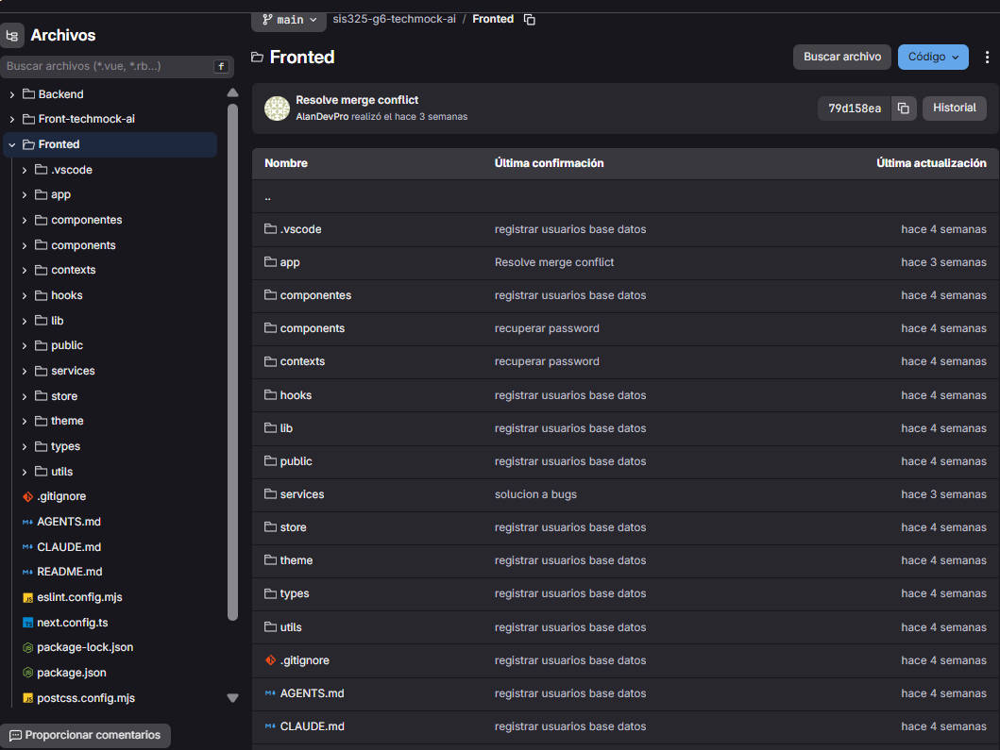 Archivos
Buscar archivos (*.vue, *.rb...) f
Backend
Front-techmock-ai
Fronted
.vscode
app
componentes
components
contexts
hooks
lib
public
services
store
theme
types
utils
.gitignore
AGENTS.md
CLAUDE.md
README.md
eslint.config.mjs
next.config.ts
package-lock.json
package.json
postcss.config.mjs
Proporcionar comentarios
main sis325-g6-techmock-ai / Fronted
Fronted Buscar archivo Código
Resolve merge conflict
AlanDevPro realizó el hace 3 semanas 79d158ea Historial
Nombre Última confirmación Última actualización
..
.vscode registrar usuarios base datos hace 4 semanas
app Resolve merge conflict hace 3 semanas
componentes registrar usuarios base datos hace 4 semanas
components recuperar password hace 4 semanas
contexts recuperar password hace 4 semanas
hooks registrar usuarios base datos hace 4 semanas
lib registrar usuarios base datos hace 4 semanas
public registrar usuarios base datos hace 4 semanas
services solucion a bugs hace 3 semanas
store registrar usuarios base datos hace 4 semanas
theme registrar usuarios base datos hace 4 semanas
types registrar usuarios base datos hace 4 semanas
utils registrar usuarios base datos hace 4 semanas
.gitignore registrar usuarios base datos hace 4 semanas
AGENTS.md registrar usuarios base datos hace 4 semanas
CLAUDE.md registrar usuarios base datos hace 4 semanas